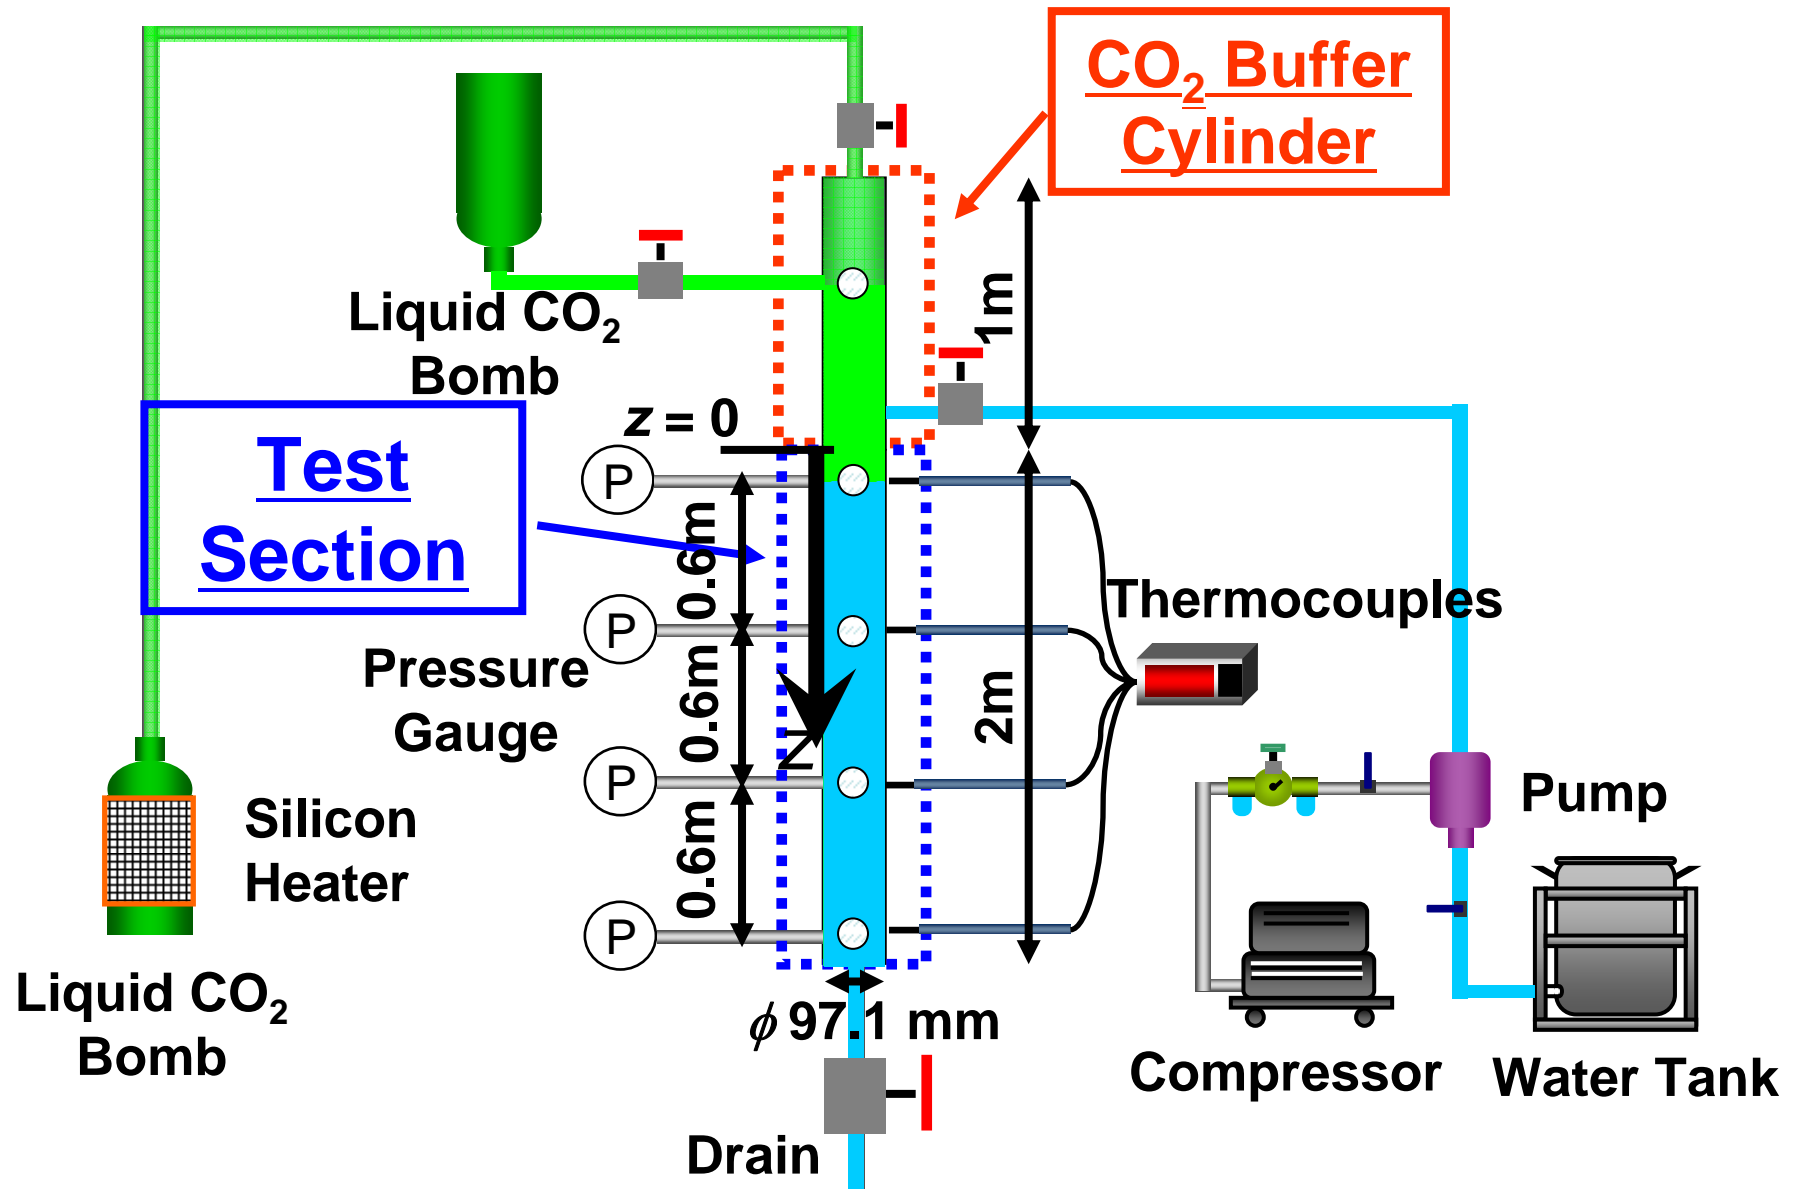 CO₂ Buffer
Cylinder
Liquid CO₂
Bomb
1m
z = 0
Test
Section
P
0.6m
Thermocouples
P
Pressure
Gauge
0.6m
2m
z
P
Pump
Silicon
Heater
0.6m
P
Liquid CO₂
Bomb
ϕ 97.1 mm
Compressor
Water Tank
Drain